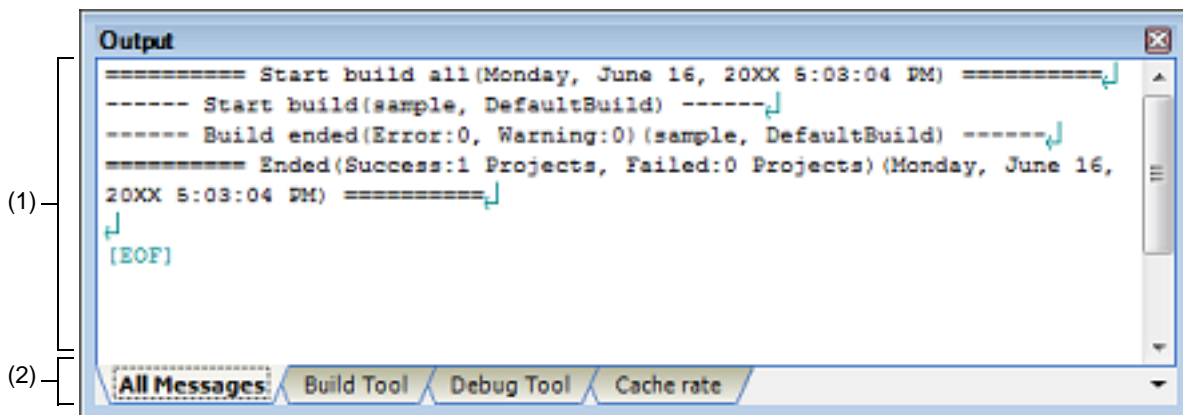 Output
========== Start build all(Monday, June 16, 20XX 5:03:04 PM) ==========
------ Start build(sample, DefaultBuild) ------
------ Build ended(Error:0, Warning:0)(sample, DefaultBuild) ------
========== Ended(Success:1 Projects, Failed:0 Projects)(Monday, June 16,
20XX 5:03:04 PM) ==========
[EOF]
(1)
(2)
All Messages Build Tool Debug Tool Cache rate